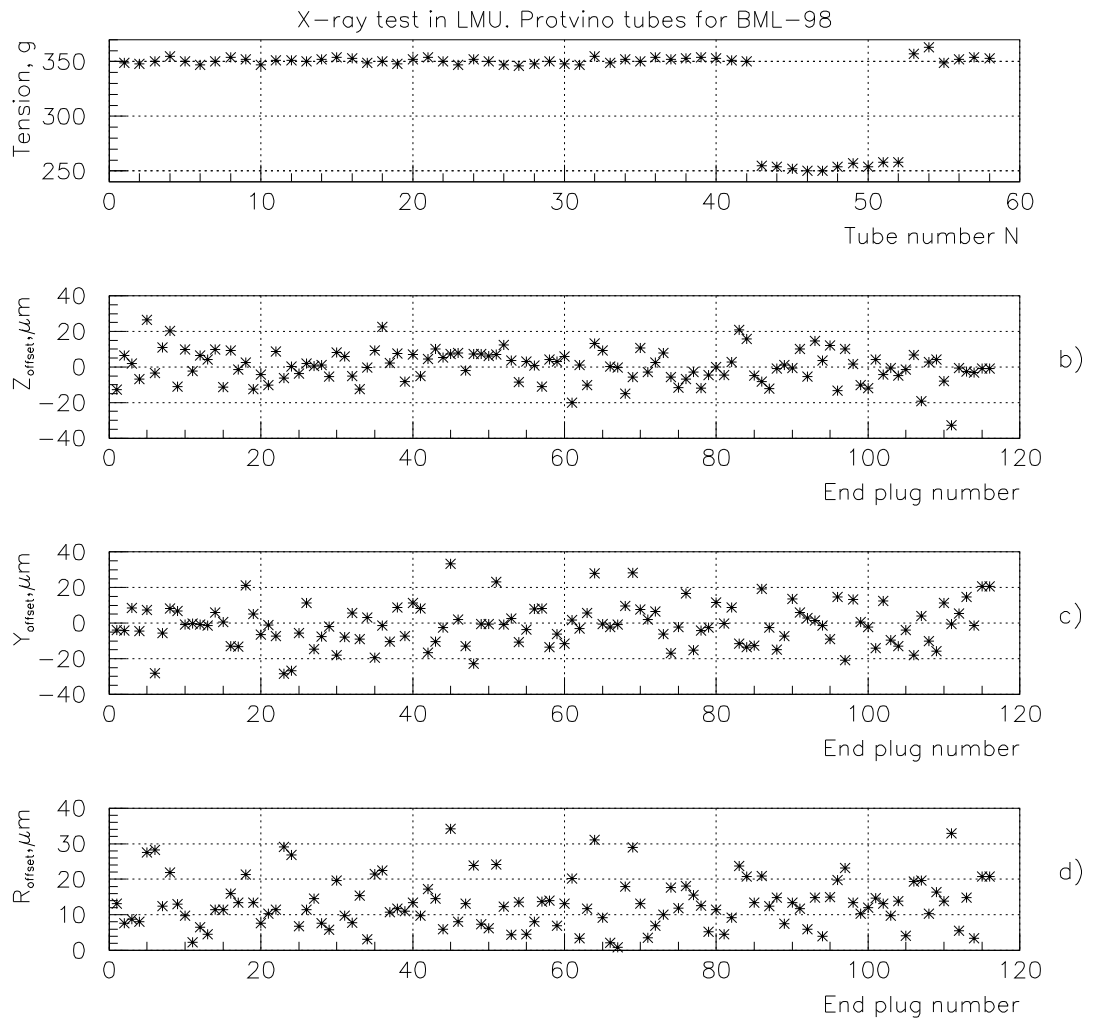 X-ray test in LMU. Protvino tubes for BML-98
Tension, g
350
300
250
0 10 20 30 40 50 60
Tube number N
Z offset, μm
40
20
0
-20
-40
0 20 40 60 80 100 120
End plug number
b)
Y offset, μm
40
20
0
-20
-40
0 20 40 60 80 100 120
End plug number
c)
R offset, μm
40
30
20
10
0
0 20 40 60 80 100 120
End plug number
d)